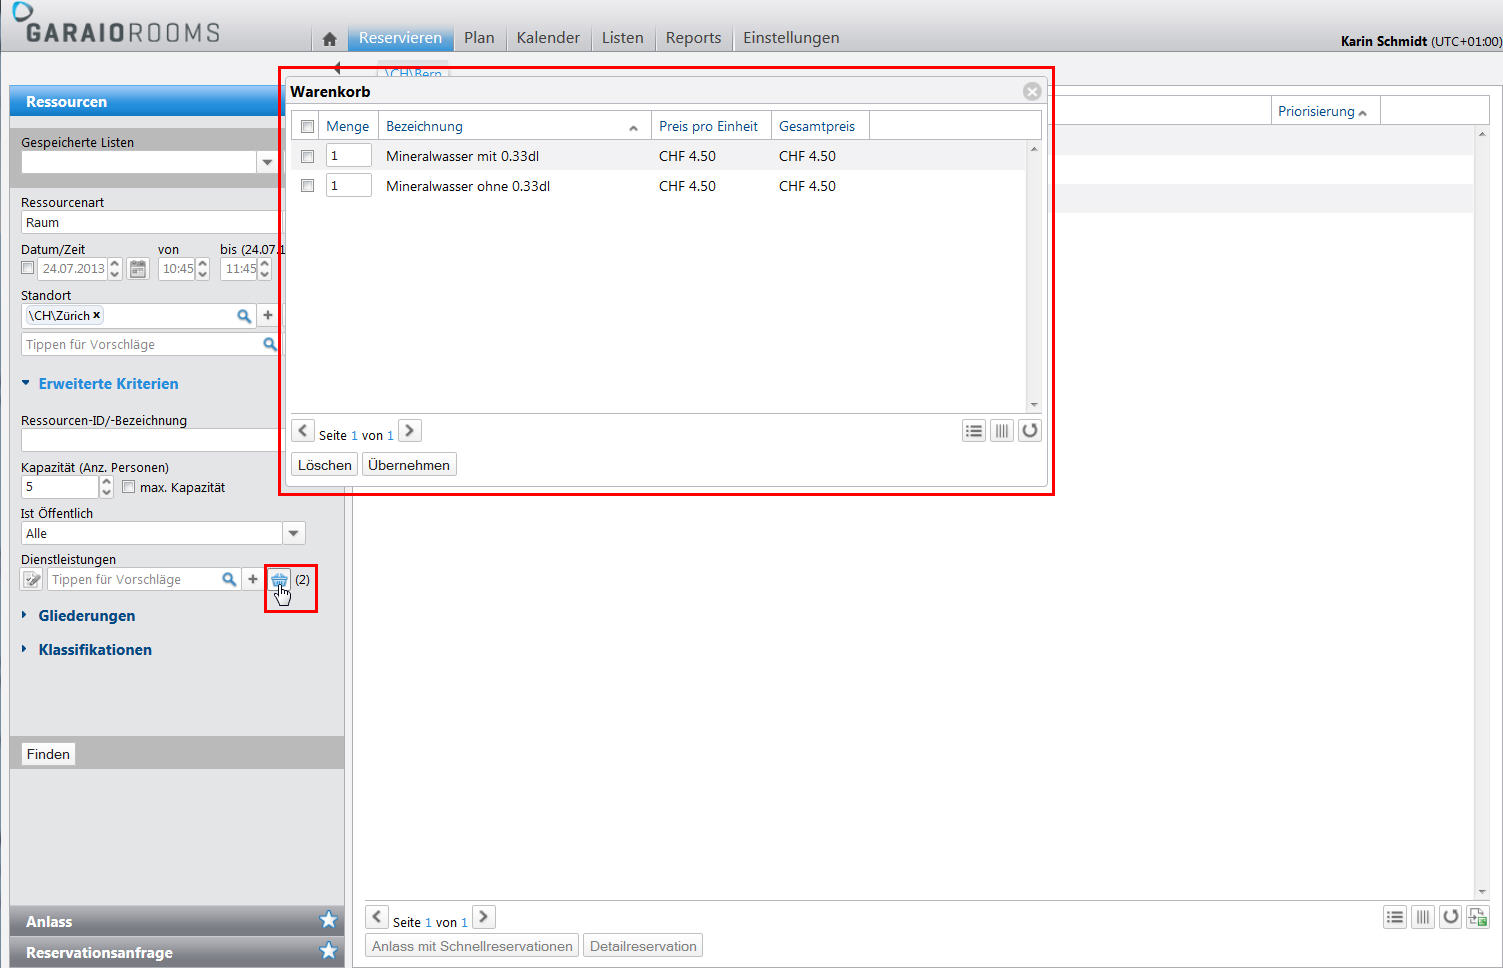 GARAIOROOMS
Reservieren Plan Kalender Listen Reports Einstellungen
Karin Schmidt (UTC+01:00)
\CH\Bern
Ressourcen
Gespeicherte Listen
Ressourcenart
Raum
Datum/Zeit von bis (24.07.1
24.07.2013 10:45 11:45
Standort
\CH\Zürich x
Tippen für Vorschläge
Erweiterte Kriterien
Ressourcen-ID/-Bezeichnung
Kapazität (Anz. Personen)
5 max. Kapazität
Ist Öffentlich
Alle
Dienstleistungen
Tippen für Vorschläge + (2)
Gliederungen
Klassifikationen
Finden
Anlass
Reservationsanfrage
Warenkorb
Menge Bezeichnung Preis pro Einheit Gesamtpreis
1 Mineralwasser mit 0.33dl CHF 4.50 CHF 4.50
1 Mineralwasser ohne 0.33dl CHF 4.50 CHF 4.50
Seite 1 von 1
Löschen Übernehmen
Priorisierung
Seite 1 von 1
Anlass mit Schnellreservationen Detailreservation